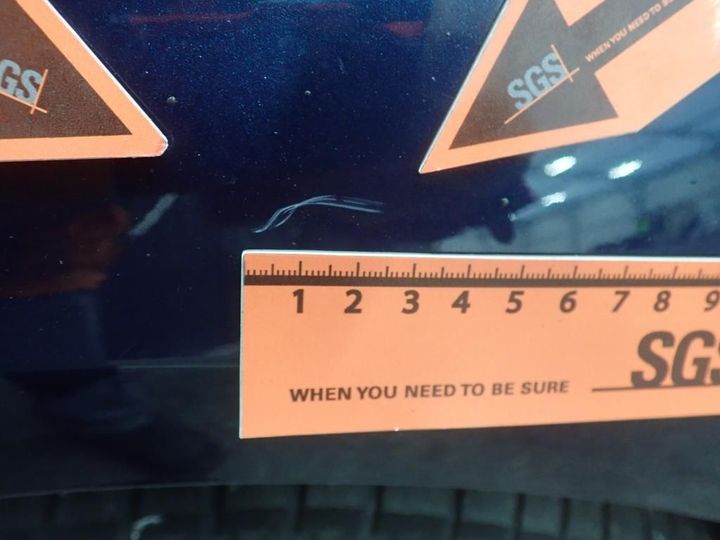 SGS
SGS
WHEN YOU NEED TO BE
1 2 3 4 5 6 7 8 9
SGS
WHEN YOU NEED TO BE SURE